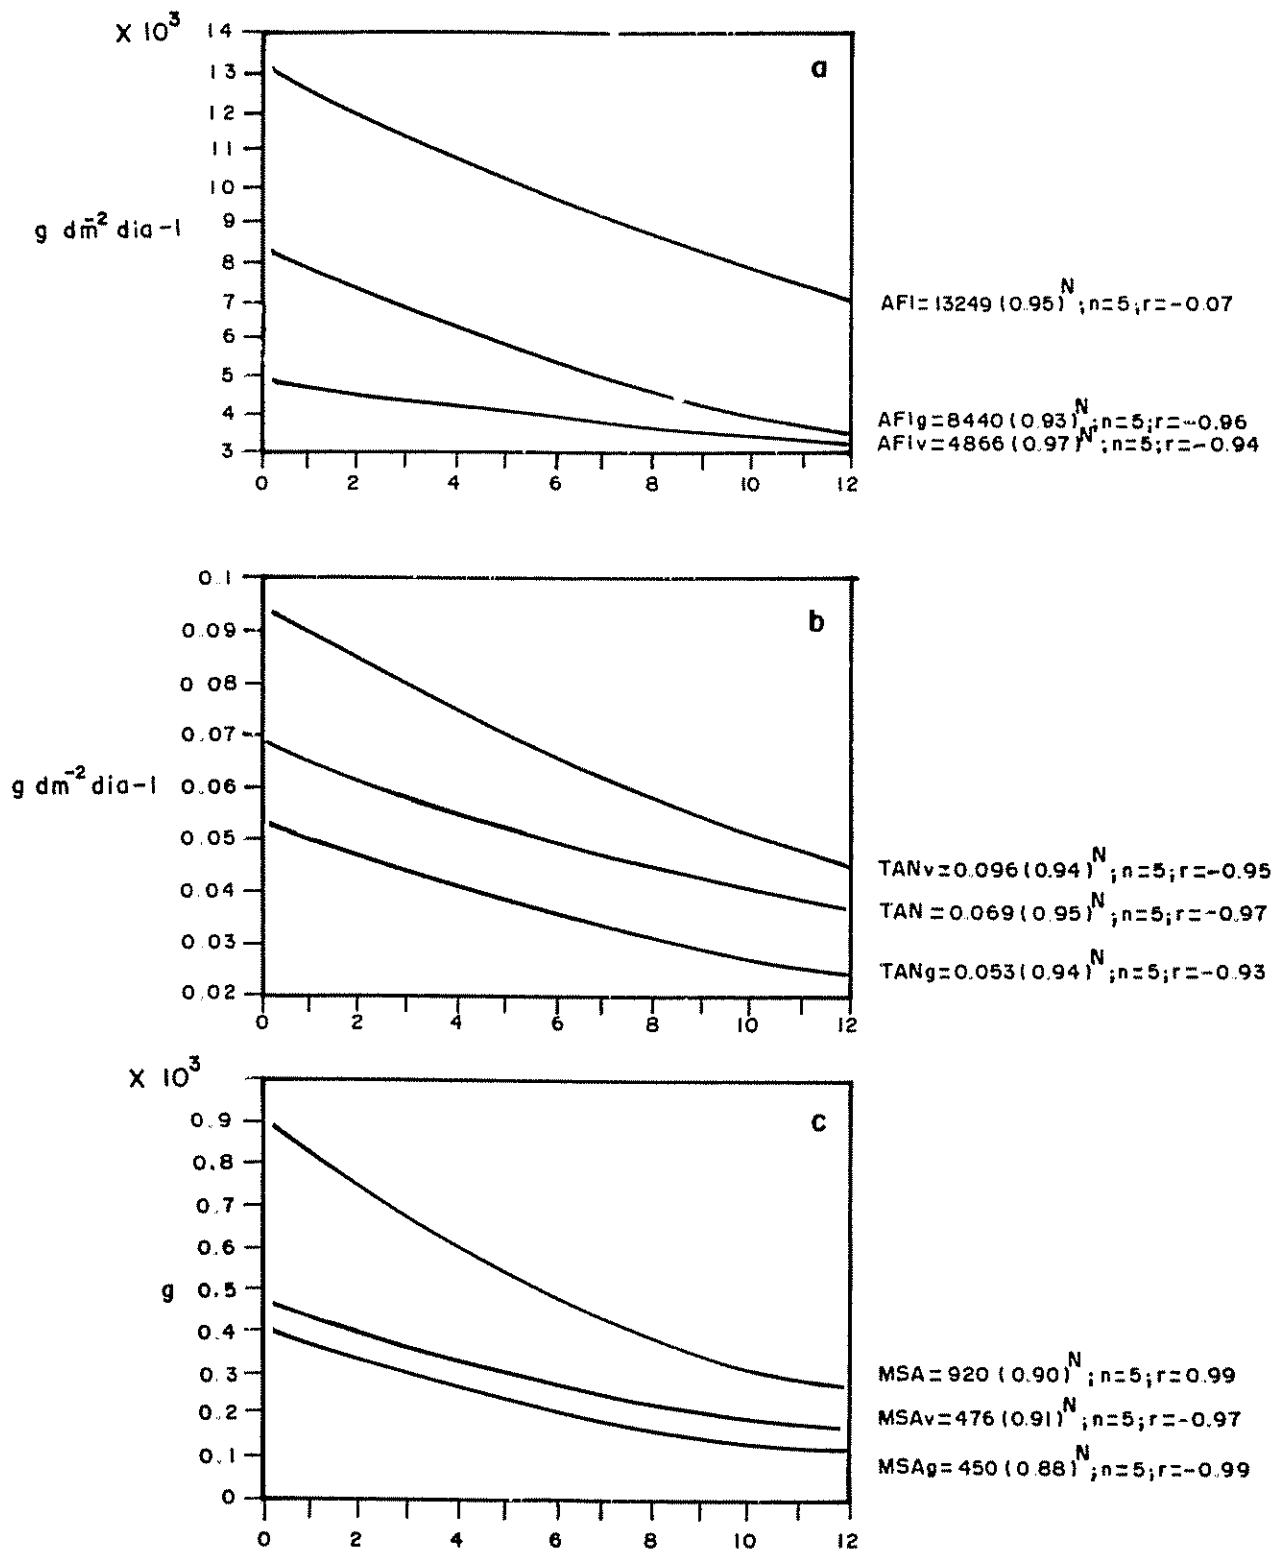 X 10³
14
a
13
12
11
10
9
g dm⁻² dia-1
8
7
AFl=13249(0.95)ᴺ;n=5;r=-0.07
6
5
4
AFlg=8440(0.93)ᴺ;n=5;r=-0.96
AFlv=4866(0.97)ᴺ;n=5;r=-0.94
3
0 2 4 6 8 10 12
0.1
b
0.09
0.08
0.07
0.06
g dm⁻² dia-1
0.05
TANv=0.096(0.94)ᴺ;n=5;r=-0.95
0.04
TAN=0.069(0.95)ᴺ;n=5;r=-0.97
0.03
TANg=0.053(0.94)ᴺ;n=5;r=-0.93
0.02
0 2 4 6 8 10 12
X 10³
c
0.9
0.8
0.7
0.6
g 0.5
0.4
0.3
MSA=920(0.90)ᴺ;n=5;r=0.99
0.2
MSAv=476(0.91)ᴺ;n=5;r=-0.97
0.1
MSAg=450(0.88)ᴺ;n=5;r=-0.99
0
0 2 4 6 8 10 12